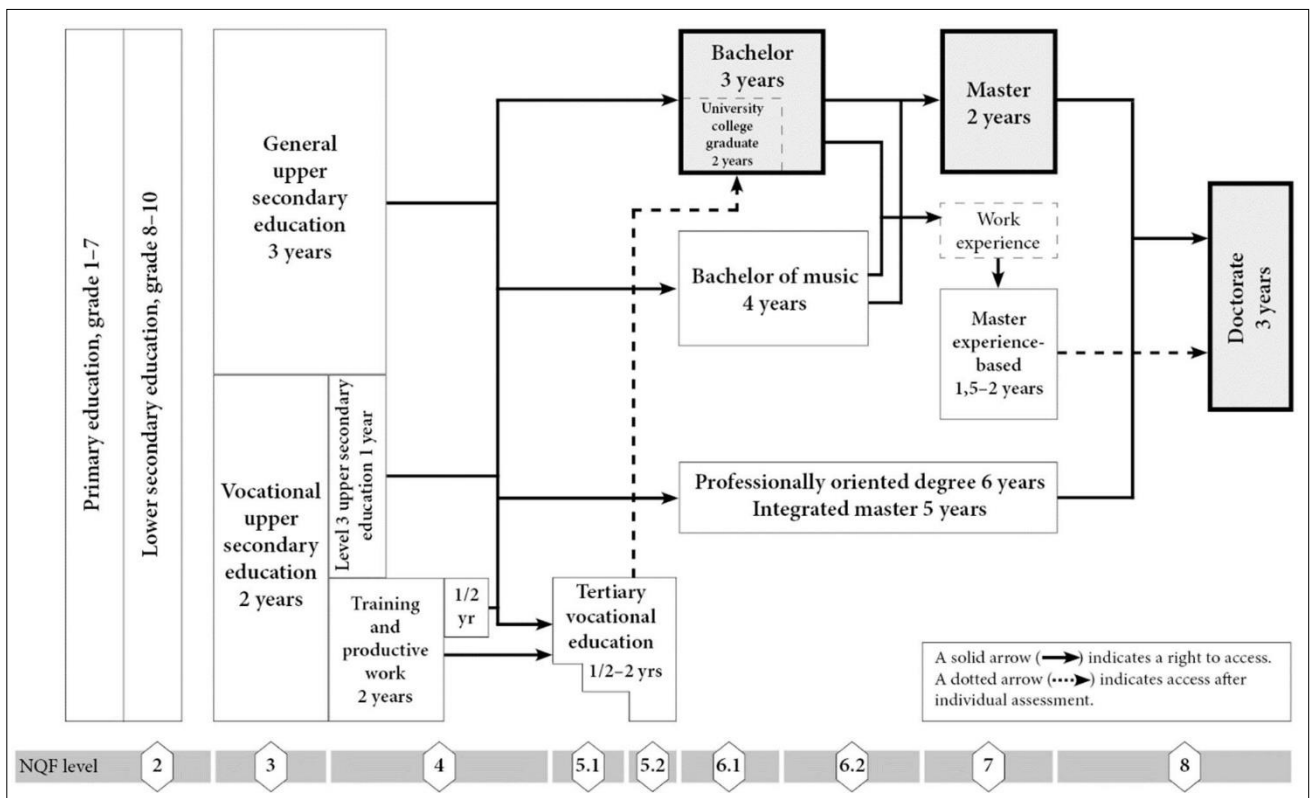 Primary education, grade 1–7
Lower secondary education, grade 8–10
General
upper
secondary
education
3 years
Vocational
upper
secondary
education
2 years
Level 3 upper secondary
education 1 year
Training
and
productive
work
2 years
1/2
yr
Tertiary
vocational
education
1/2–2 yrs
Bachelor
3 years
University
college
graduate
2 years
Bachelor of music
4 years
Professionally oriented degree 6 years
Integrated master 5 years
Master
2 years
Work
experience
Master
experience-
based
1,5–2 years
Doctorate
3 years
A solid arrow () indicates a right to access.
A dotted arrow () indicates access after
individual assessment.
NQF level 2 3 4 5.1 5.2 6.1 6.2 7 8